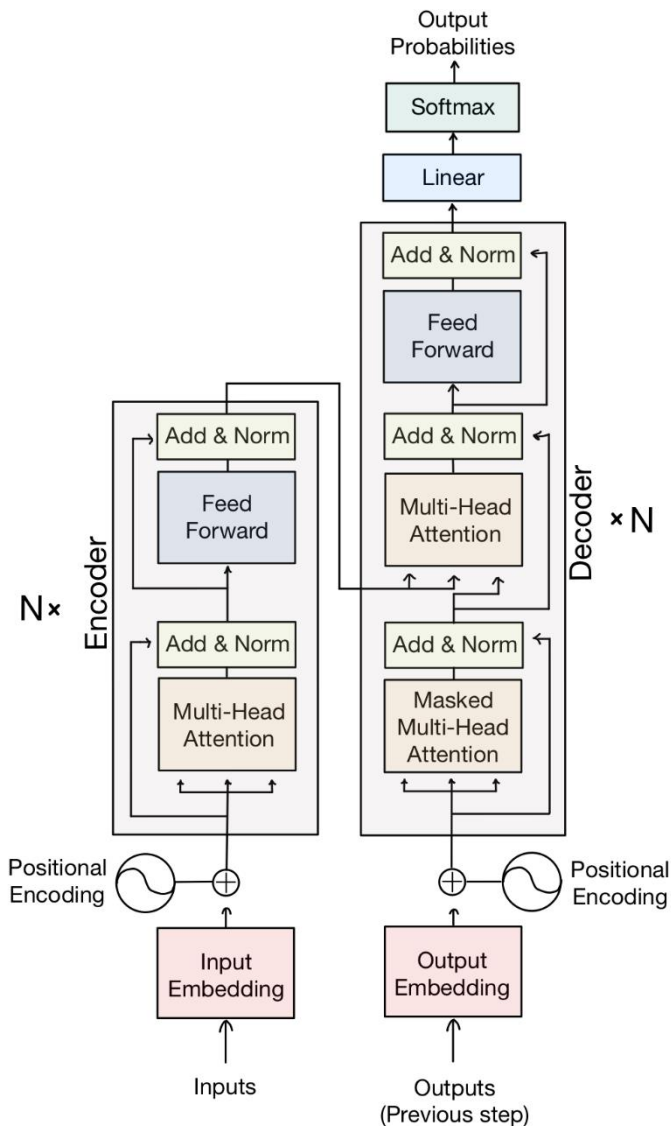 Output
Probabilities
Softmax
Linear
Add & Norm
Feed
Forward
Add & Norm
Multi-Head
Attention
Add & Norm
Masked
Multi-Head
Attention
Decoder
× N
Add & Norm
Feed
Forward
Add & Norm
Multi-Head
Attention
Encoder
N×
Positional
Encoding
Positional
Encoding
Input
Embedding
Output
Embedding
Inputs
Outputs
(Previous step)